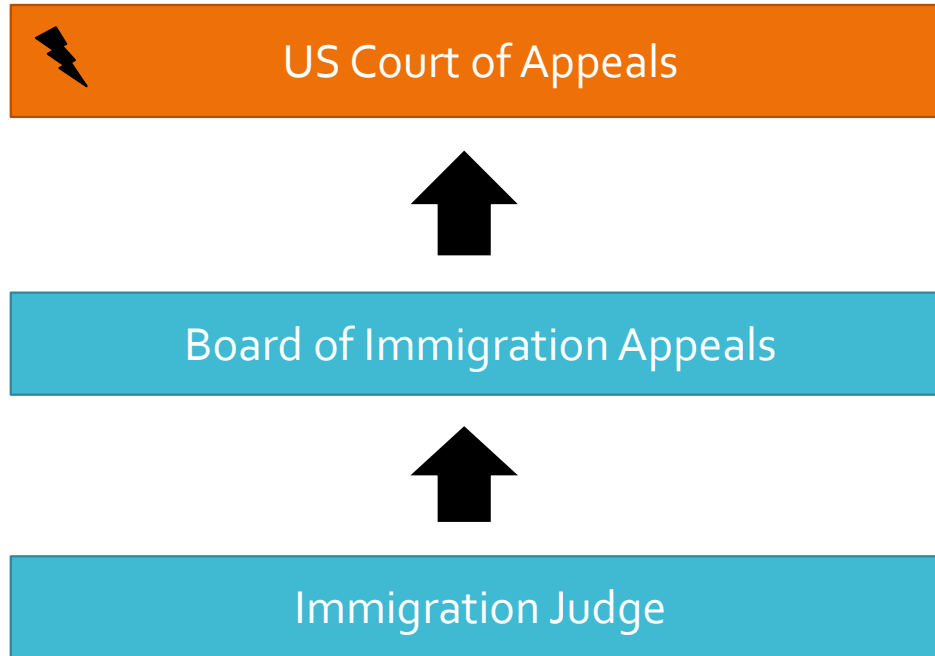 US Court of Appeals
Board of Immigration Appeals
Immigration Judge